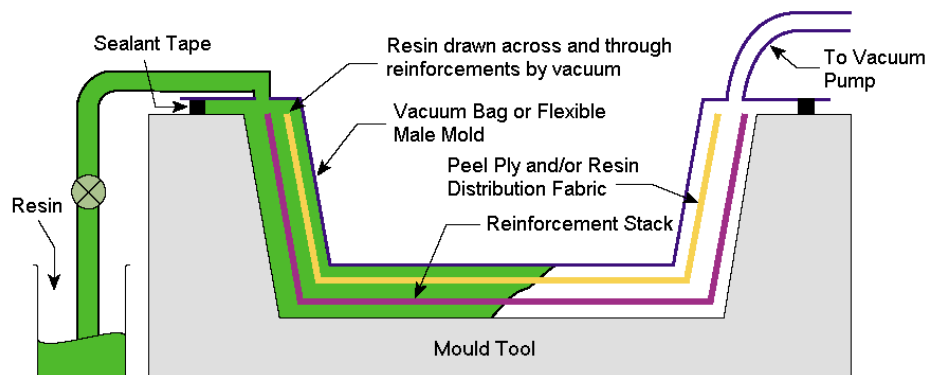 Sealant Tape
Resin drawn across and through
reinforcements by vacuum
To Vacuum
Pump
Vacuum Bag or Flexible
Male Mold
Peel Ply and/or Resin
Distribution Fabric
Resin
Reinforcement Stack
Mould Tool